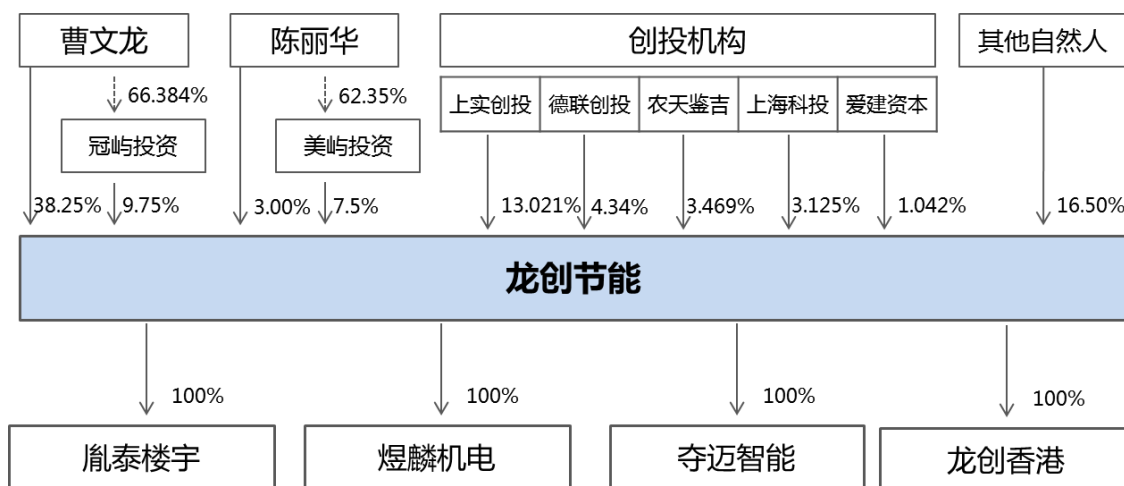 曹文龙
陈丽华
创投机构
其他自然人
66.384%
62.35%
上实创投
德联创投
农天鉴吉
上海科投
爱建资本
冠屿投资
美屿投资
38.25%
9.75%
3.00%
7.5%
13.021%
4.34%
3.469%
3.125%
1.042%
16.50%
龙创节能
100%
100%
100%
100%
胤泰楼宇
煜麟机电
夺迈智能
龙创香港